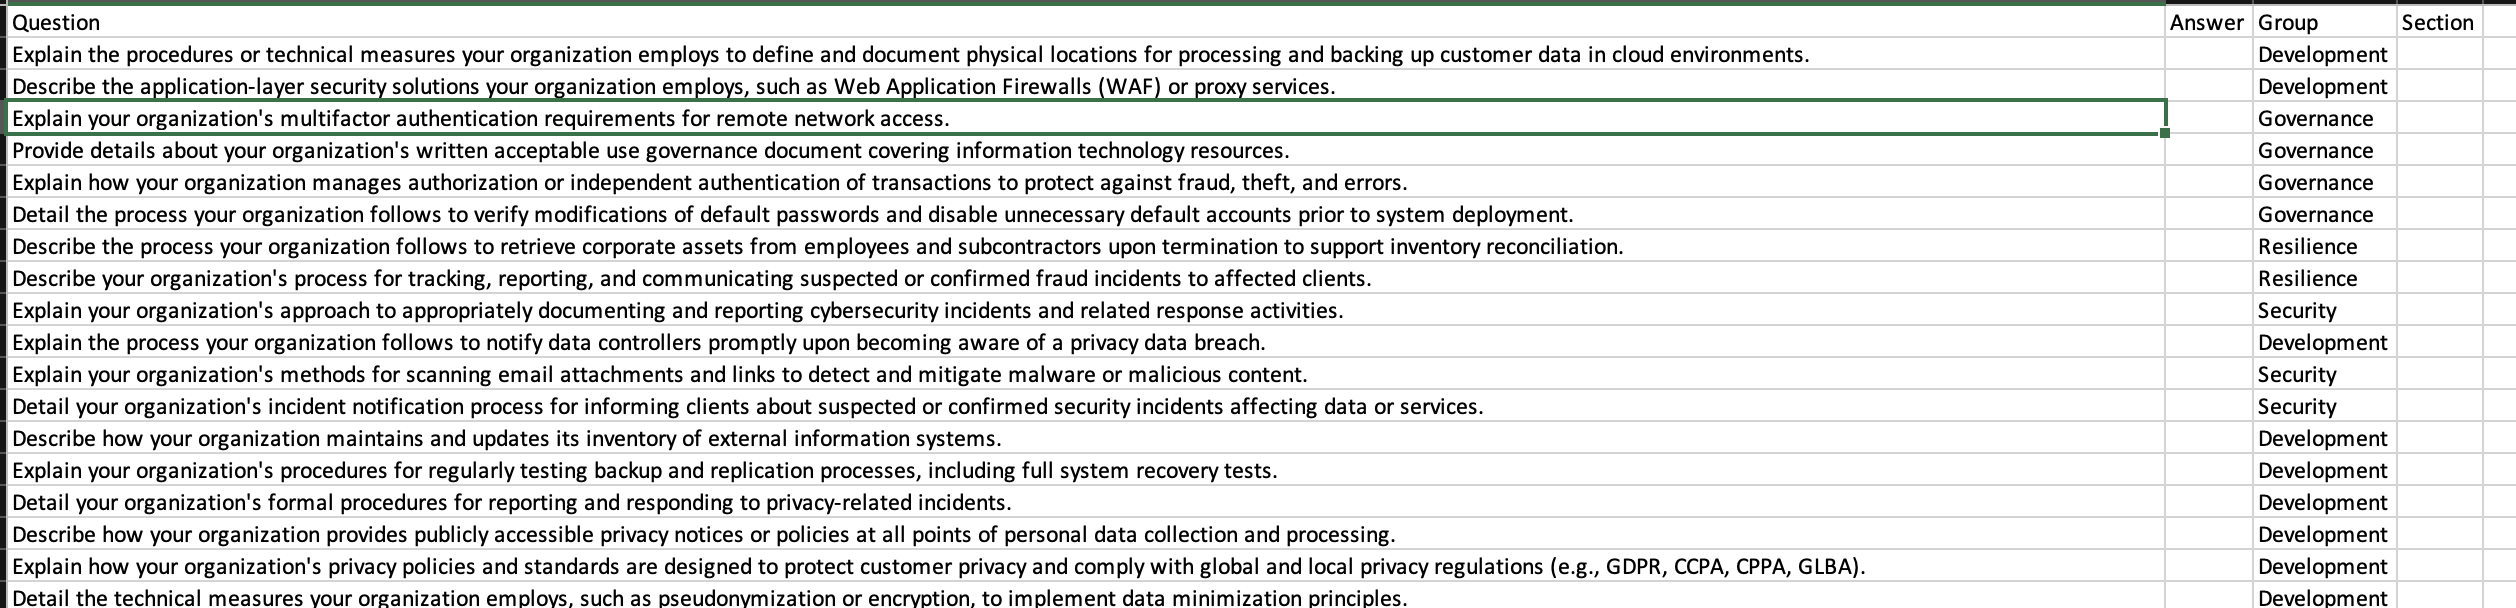 Question Answer Group Section
Explain the procedures or technical measures your organization employs to define and document physical locations for processing and backing up customer data in cloud environments. Development
Describe the application-layer security solutions your organization employs, such as Web Application Firewalls (WAF) or proxy services. Development
Explain your organization's multifactor authentication requirements for remote network access. Governance
Provide details about your organization's written acceptable use governance document covering information technology resources. Governance
Explain how your organization manages authorization or independent authentication of transactions to protect against fraud, theft, and errors. Governance
Detail the process your organization follows to verify modifications of default passwords and disable unnecessary default accounts prior to system deployment. Governance
Describe the process your organization follows to retrieve corporate assets from employees and subcontractors upon termination to support inventory reconciliation. Resilience
Describe your organization's process for tracking, reporting, and communicating suspected or confirmed fraud incidents to affected clients. Resilience
Explain your organization's approach to appropriately documenting and reporting cybersecurity incidents and related response activities. Security
Explain the process your organization follows to notify data controllers promptly upon becoming aware of a privacy data breach. Development
Explain your organization's methods for scanning email attachments and links to detect and mitigate malware or malicious content. Security
Detail your organization's incident notification process for informing clients about suspected or confirmed security incidents affecting data or services. Security
Describe how your organization maintains and updates its inventory of external information systems. Development
Explain your organization's procedures for regularly testing backup and replication processes, including full system recovery tests. Development
Detail your organization's formal procedures for reporting and responding to privacy-related incidents. Development
Describe how your organization provides publicly accessible privacy notices or policies at all points of personal data collection and processing. Development
Explain how your organization's privacy policies and standards are designed to protect customer privacy and comply with global and local privacy regulations (e.g., GDPR, CCPA, CPPA, GLBA). Development
Detail the technical measures your organization employs, such as pseudonymization or encryption, to implement data minimization principles. Development